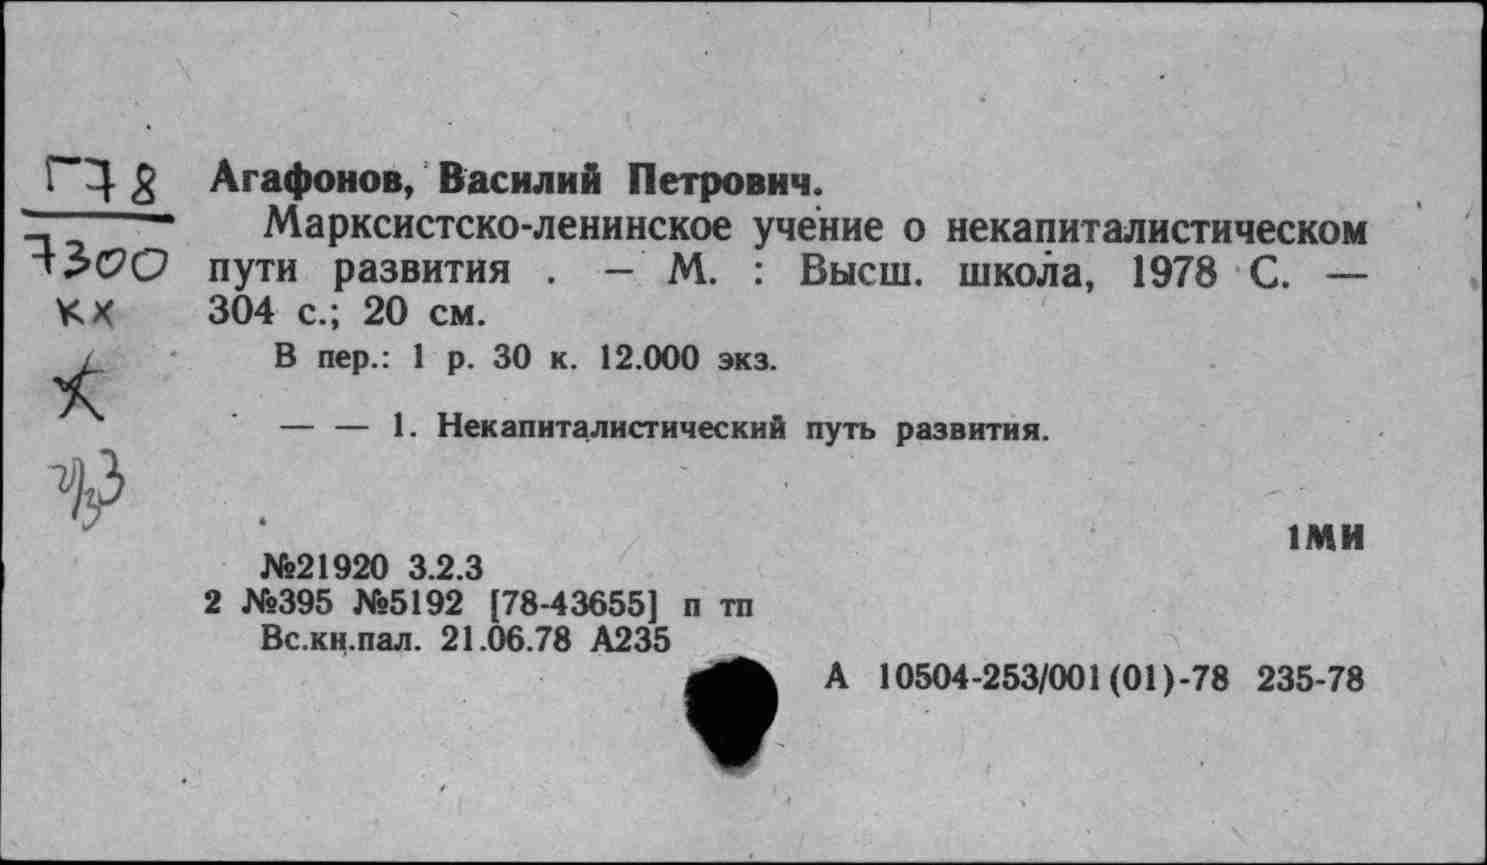 Г78
Агафонов, Василий Петрович.
Марксистско-ленинское учение о некапиталистическом
пути развития . — М. : Высш. школа, 1978 С. —
304 с.; 20 см.
КХ
В пер.: 1 р. 30 к. 12.000 экз.
— — 1. Некапиталистический путь развития.
1МИ
№21920 3.2.3
2 №395 №5192 [78-43655] п тп
Вс.кн.пал. 21.06.78 А235
А 10504-253/001(01)-78 235-78